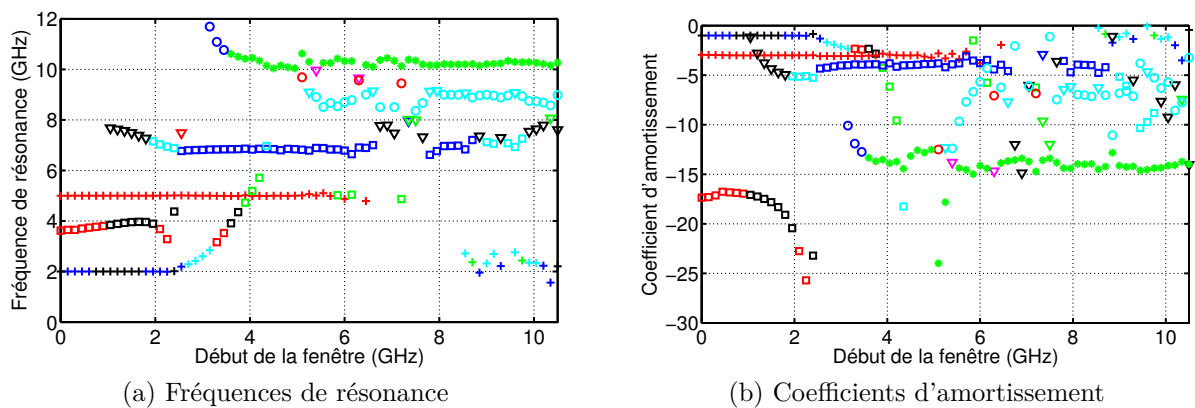 12
10
8
6
4
2
0
Fréquence de résonance (GHz)
0 2 4 6 8 10
Début de la fenêtre (GHz)
(a) Fréquences de résonance
0
−5
−10
−15
−20
−25
−30
Coefficient d'amortissement
0 2 4 6 8 10
Début de la fenêtre (GHz)
(b) Coefficients d'amortissement